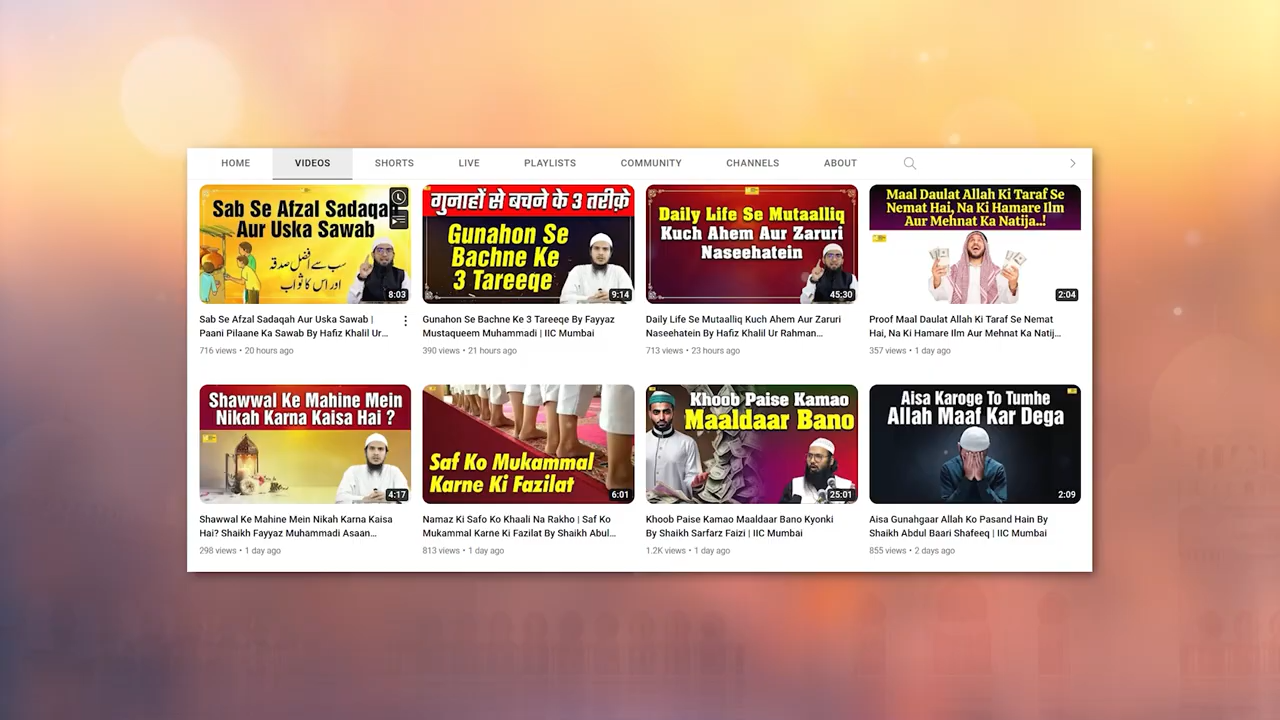 HOME VIDEOS SHORTS LIVE PLAYLISTS COMMUNITY CHANNELS ABOUT
Sab Se Afzal Sadaqa
Aur Uska Sawab
سب سے افضل صدقہ
اور اس کا ثواب
8:03
Sab Se Afzal Sadaqah Aur Uska Sawab |
Paani Pilaane Ka Sawab By Hafiz Khalil Ur...
716 views • 20 hours ago
गुनाहों से बचने के 3 तरीक़े
Gunahon Se
Bachne Ke
3 Tareeqe
9:14
Gunahon Se Bachne Ke 3 Tareeqe By Fayyaz
Mustaqueem Muhammadi | IIC Mumbai
390 views • 21 hours ago
Daily Life Se Mutaalliq
Kuch Ahem Aur Zaruri
Naseehatein
45:30
Daily Life Se Mutaalliq Kuch Ahem Aur Zaruri
Naseehatein By Hafiz Khalil Ur Rahman...
713 views • 23 hours ago
Maal Daulat Allah Ki Taraf Se
Nemat Hai, Na Ki Hamare Ilm
Aur Mehnat Ka Natija..!
2:04
Proof Maal Daulat Allah Ki Taraf Se Nemat
Hai, Na Ki Hamare Ilm Aur Mehnat Ka Natij...
357 views • 1 day ago
Shawwal Ke Mahine Mein
Nikah Karna Kaisa Hai ?
4:17
Shawwal Ke Mahine Mein Nikah Karna Kaisa
Hai? Shaikh Fayyaz Muhammadi Asaan...
298 views • 1 day ago
Saf Ko Mukammal
Karne Ki Fazilat
6:01
Namaz Ki Safo Ko Khaali Na Rakho | Saf Ko
Mukammal Karne Ki Fazilat By Shaikh Abul...
813 views • 1 day ago
Khoob Paise Kamao
Maaldaar Bano
25:01
Khoob Paise Kamao Maaldaar Bano Kyonki
By Shaikh Sarfarz Faizi | IIC Mumbai
1.2K views • 1 day ago
Aisa Karoge To Tumhe
Allah Maaf Kar Dega
2:09
Aisa Gunahgaar Allah Ko Pasand Hain By
Shaikh Abdul Baari Shafeeq | IIC Mumbai
855 views • 2 days ago